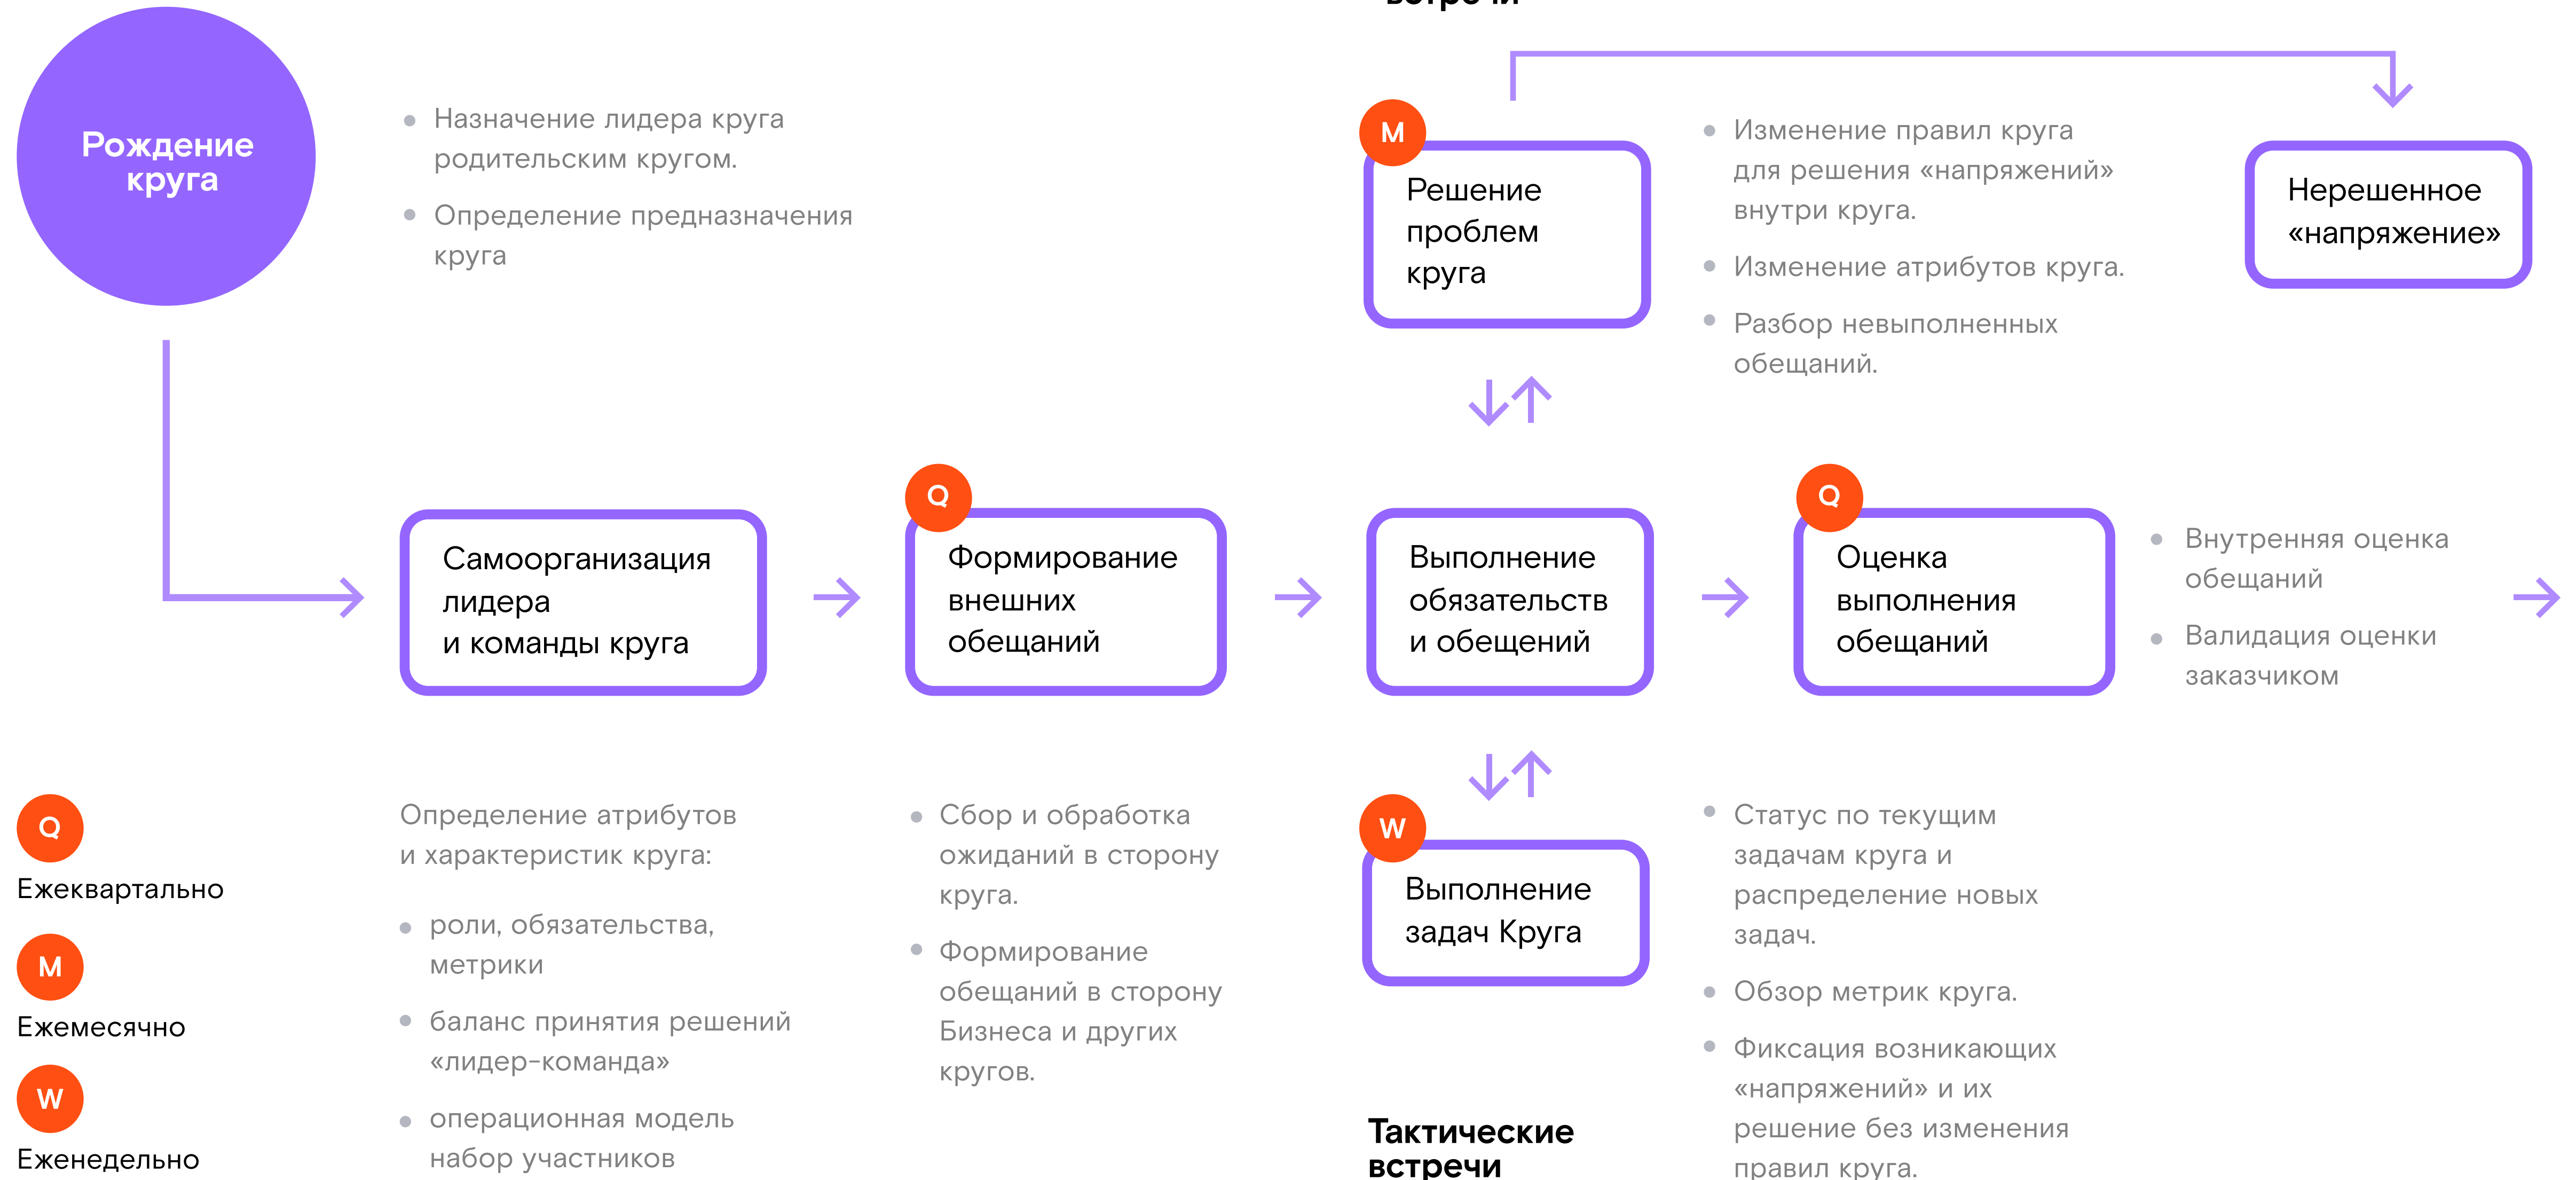 встречи
Рождение
круга
Назначение лидера круга
родительским кругом.
Определение предназначения
круга
M
Решение
проблем
круга
Изменение правил круга
для решения «напряжений»
внутри круга.
Изменение атрибутов круга.
Разбор невыполненных
обещаний.
Нерешенное
«напряжение»
Самоорганизация
лидера
и команды круга
Q
Формирование
внешних
обещаний
Выполнение
обязательств
и обещений
Q
Оценка
выполнения
обещаний
Внутренняя оценка
обещаний
Валидация оценки
заказчиком
Q
Ежеквартально
M
Ежемесячно
W
Еженедельно
Определение атрибутов
и характеристик круга:
роли, обязательства,
метрики
баланс принятия решений
«лидер-команда»
операционная модель
набор участников
Сбор и обработка
ожиданий в сторону
круга.
Формирование
обещаний в сторону
Бизнеса и других
кругов.
W
Выполнение
задач Круга
Тактические
встречи
Статус по текущим
задачам круга и
распределение новых
задач.
Обзор метрик круга.
Фиксация возникающих
«напряжений» и их
решение без изменения
правил круга.